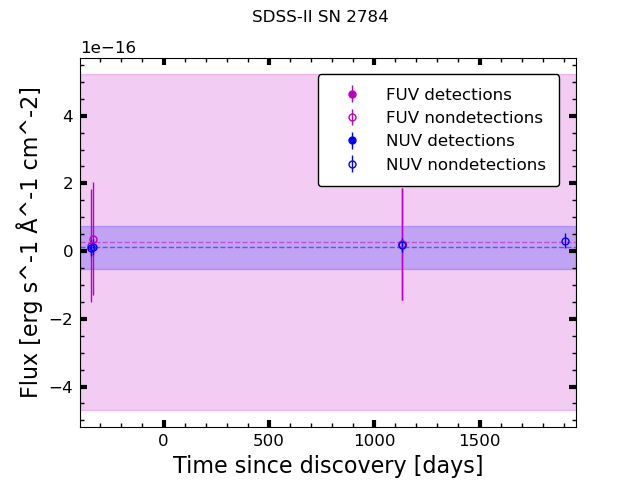 SDSS-II SN 2784
1e−16
FUV detections
FUV nondetections
NUV detections
NUV nondetections
4
2
0
−2
−4
Flux [erg s^-1 Å^-1 cm^-2]
0 500 1000 1500
Time since discovery [days]